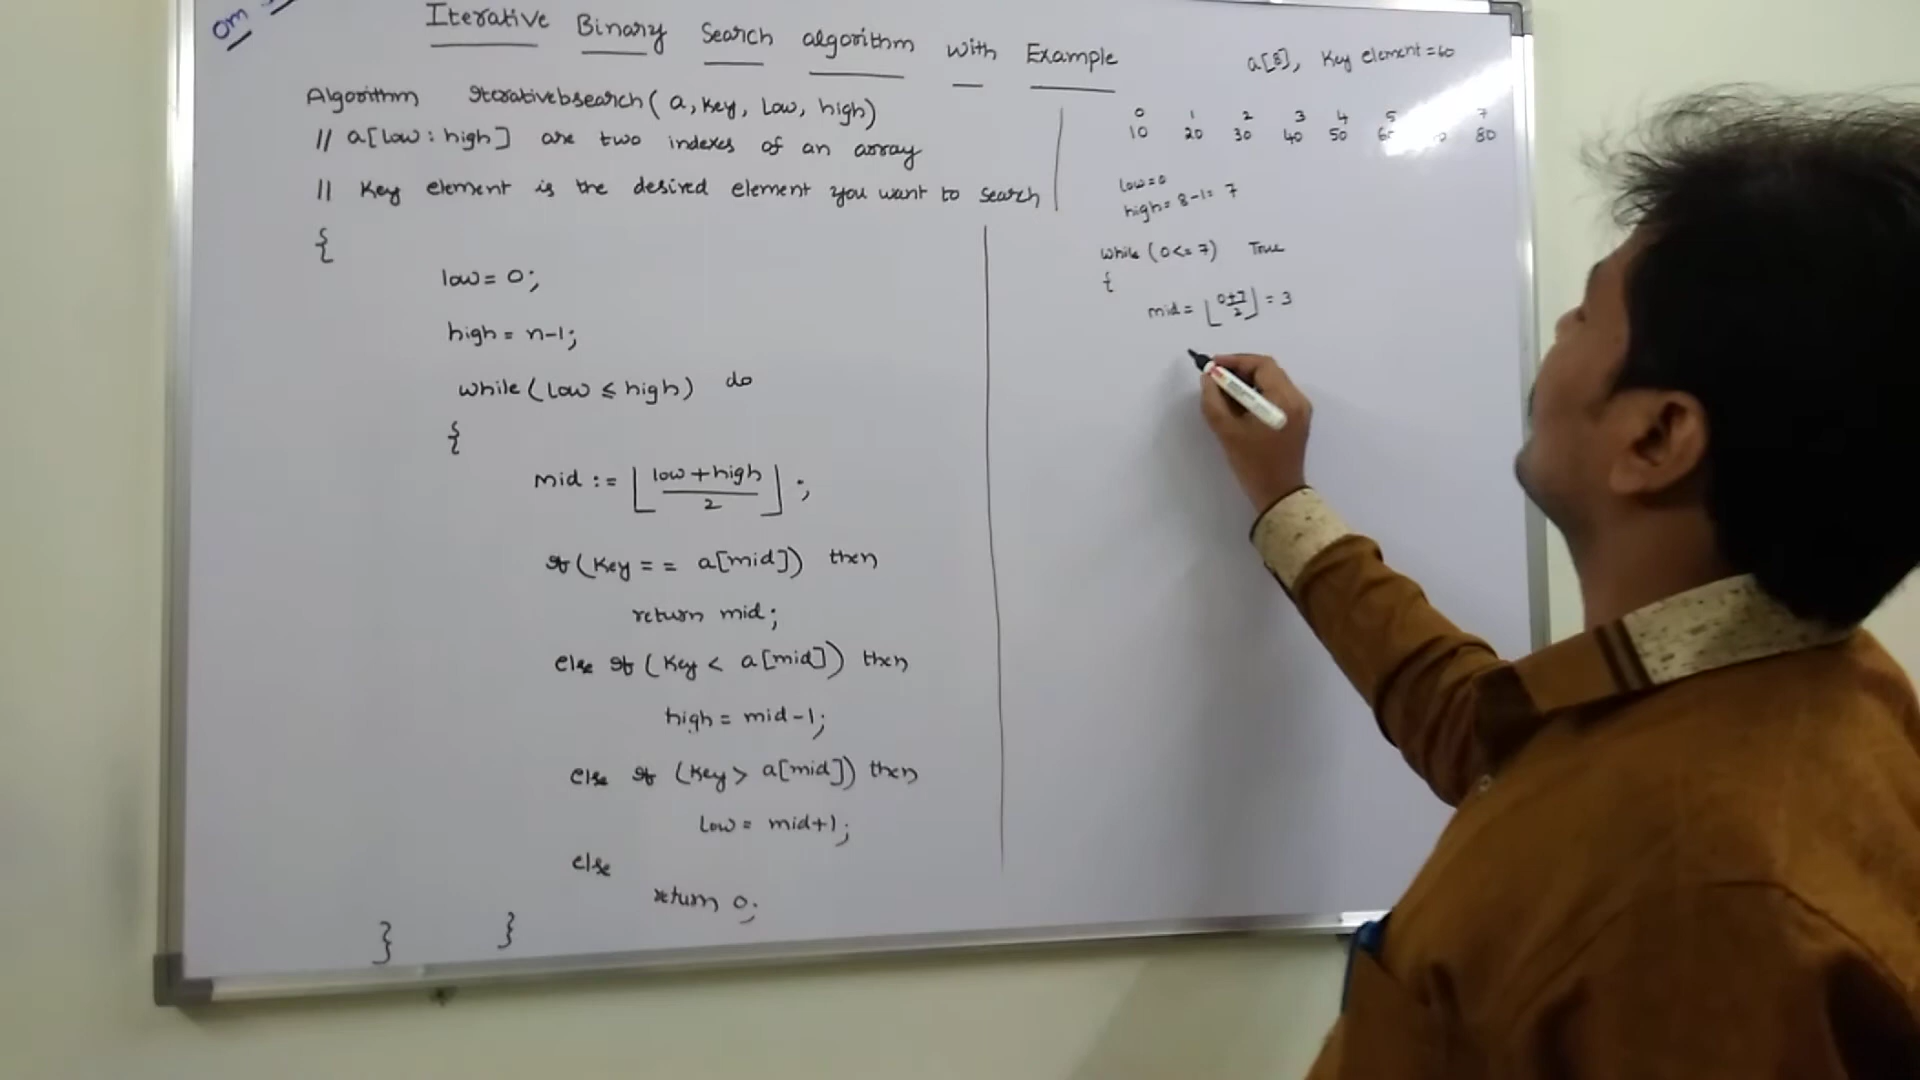 Om
Iterative Binary Search algorithm with Example
Algorithm Iterativebsearch(a, key, low, high)
// a[low : high] are two indexes of an array
// Key element is the desired element you want to search
{
low = 0;
high = n-1;
while(low ≤ high) do
{
mid := ⌊(low+high)/2⌋;
If (key == a[mid]) then
return mid;
Else If (key < a[mid]) then
high = mid-1;
Else If (key > a[mid]) then
low = mid+1;
else
return 0;
}
}
a[8], Key element = 60
0 1 2 3 4 5 7
10 20 30 40 50 80
low = 0
high = 8-1 = 7
while (0 <= 7) True
{
mid = ⌊(0+7)/2⌋ = 3